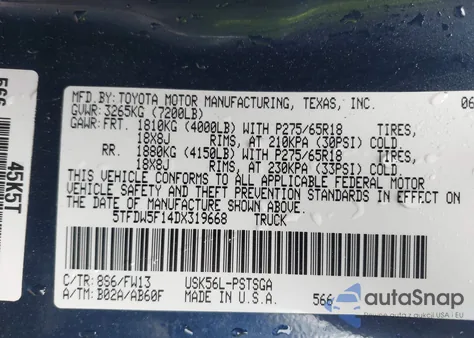 MFD. BY: TOYOTA MOTOR MANUFACTURING, TEXAS, INC. 06
GVWR: 3265KG (7200LB)
GAWR: FRT. 1810KG (4000LB) WITH P275/65R18 TIRES,
18X8J RIMS, AT 210KPA (30PSI) COLD.
RR. 1880KG (4150LB) WITH P275/65R18 TIRES,
18X8J RIMS, AT 230KPA (33PSI) COLD.
THIS VEHICLE CONFORMS TO ALL APPLICABLE FEDERAL MOTOR
VEHICLE SAFETY AND THEFT PREVENTION STANDARDS IN EFFECT ON
THE DATE OF MANUFACTURE SHOWN ABOVE.
5TFDW5F14DX319668 TRUCK
C/TR: 8S6/FW13 USK56L-PSTSGA
A/TM: B02A/AB60F MADE IN U.S.A. 566
566
45K5T
autoSnap